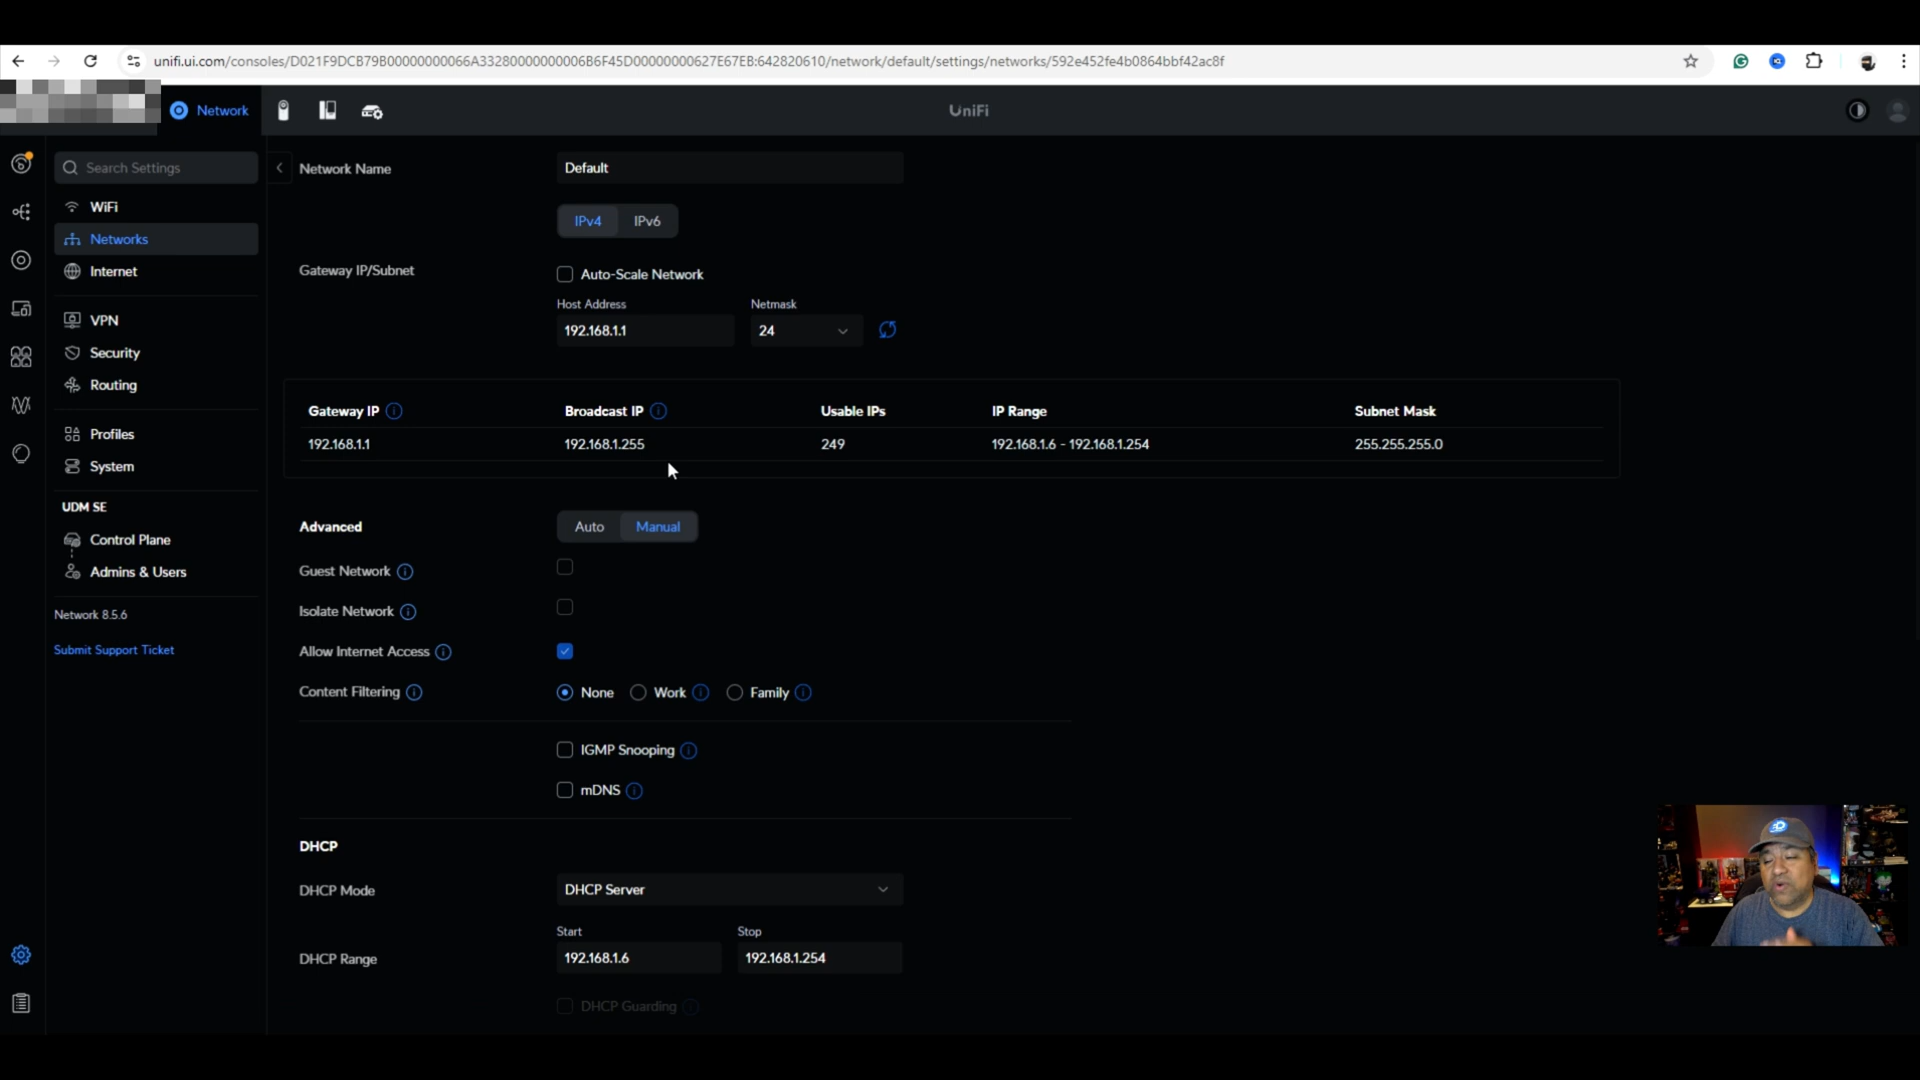 unifi.ui.com/consoles/D021F9DCB79B00000000066A33280000000006B6F45D00000000627E67EB:642820610/network/default/settings/networks/592e452fe4b0864bbf42ac8f
Network
UniFi
Search Settings
WiFi
Networks
Internet
VPN
Security
Routing
Profiles
System
UDM SE
Control Plane
Admins & Users
Network 8.5.6
Submit Support Ticket
Network Name
Default
IPv4 IPv6
Gateway IP/Subnet
Auto-Scale Network
Host Address Netmask
192.168.1.1 24
Gateway IP Broadcast IP Usable IPs IP Range Subnet Mask
192.168.1.1 192.168.1.255 249 192.168.1.6 - 192.168.1.254 255.255.255.0
Advanced Auto Manual
Guest Network
Isolate Network
Allow Internet Access
Content Filtering None Work Family
IGMP Snooping
mDNS
DHCP
DHCP Mode DHCP Server
Start Stop
DHCP Range 192.168.1.6 192.168.1.254
DHCP Guarding